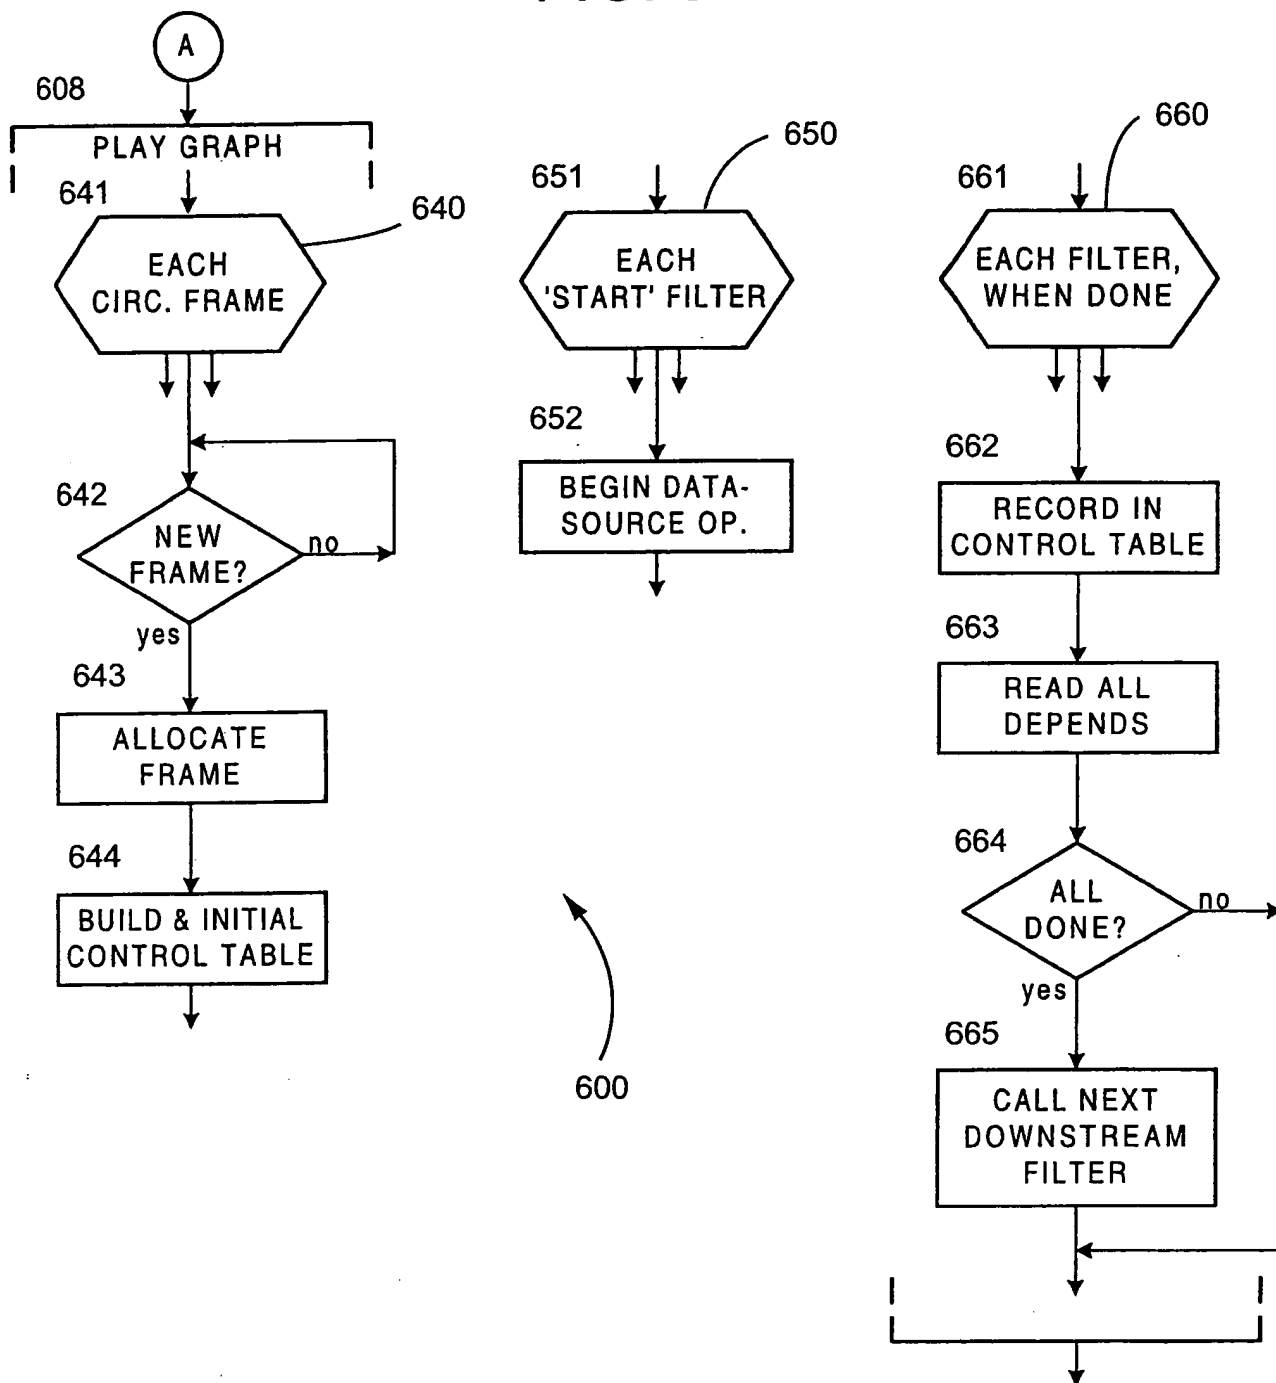 A
608
PLAY GRAPH
641
640
EACH
CIRC. FRAME
642
NEW
FRAME?
no
yes
643
ALLOCATE
FRAME
644
BUILD & INITIAL
CONTROL TABLE
650
651
EACH
'START' FILTER
652
BEGIN DATA-
SOURCE OP.
600
660
661
EACH FILTER,
WHEN DONE
662
RECORD IN
CONTROL TABLE
663
READ ALL
DEPENDS
664
ALL
DONE?
no
yes
665
CALL NEXT
DOWNSTREAM
FILTER